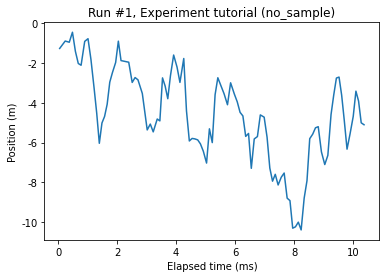 Run #1, Experiment tutorial (no_sample)
0
-2
-4
-6
-8
-10
Position (m)
0 2 4 6 8 10
Elapsed time (ms)